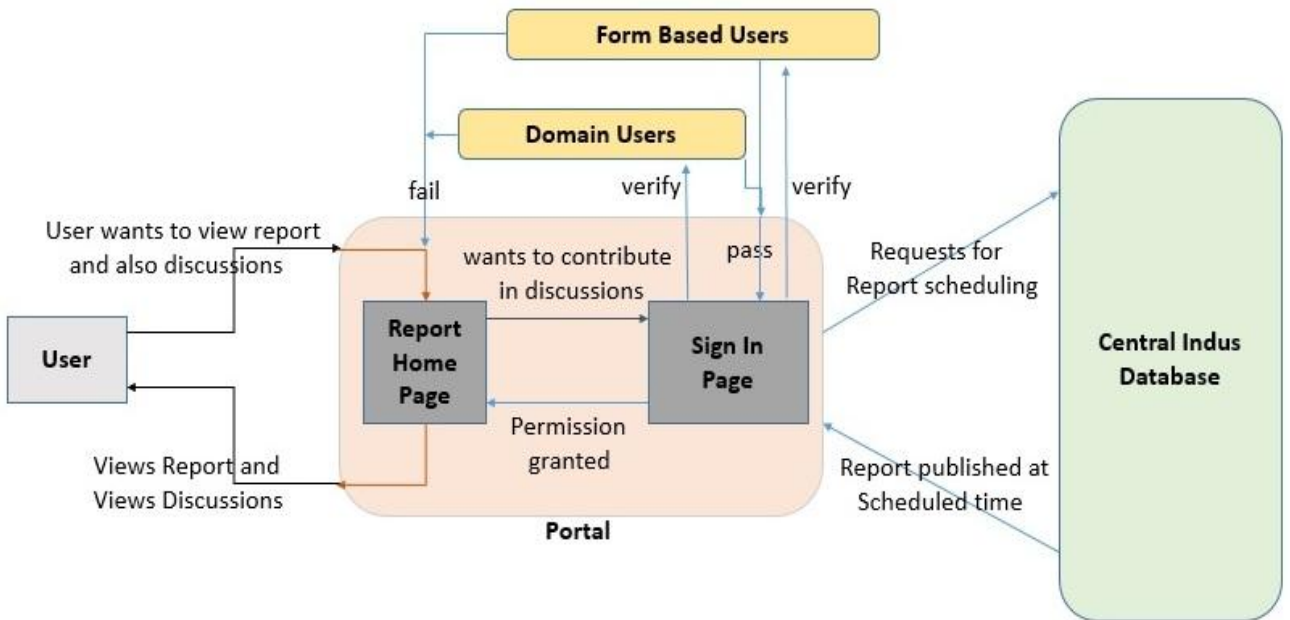 Form Based Users
Domain Users
fail
verify
verify
User wants to view report
and also discussions
wants to contribute
in discussions
pass
Requests for
Report scheduling
User
Report
Home
Page
Sign In
Page
Central Indus
Database
Permission
granted
Views Report and
Views Discussions
Report published at
Scheduled time
Portal